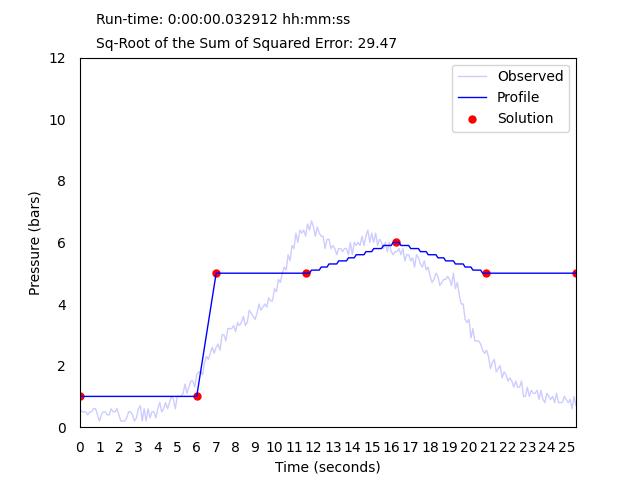 Run-time: 0:00:00.032912 hh:mm:ss
Sq-Root of the Sum of Squared Error: 29.47
12
10
8
6
4
2
0
Pressure (bars)
Observed
Profile
Solution
0 1 2 3 4 5 6 7 8 9 10 11 12 13 14 15 16 17 18 19 20 21 22 23 24 25
Time (seconds)